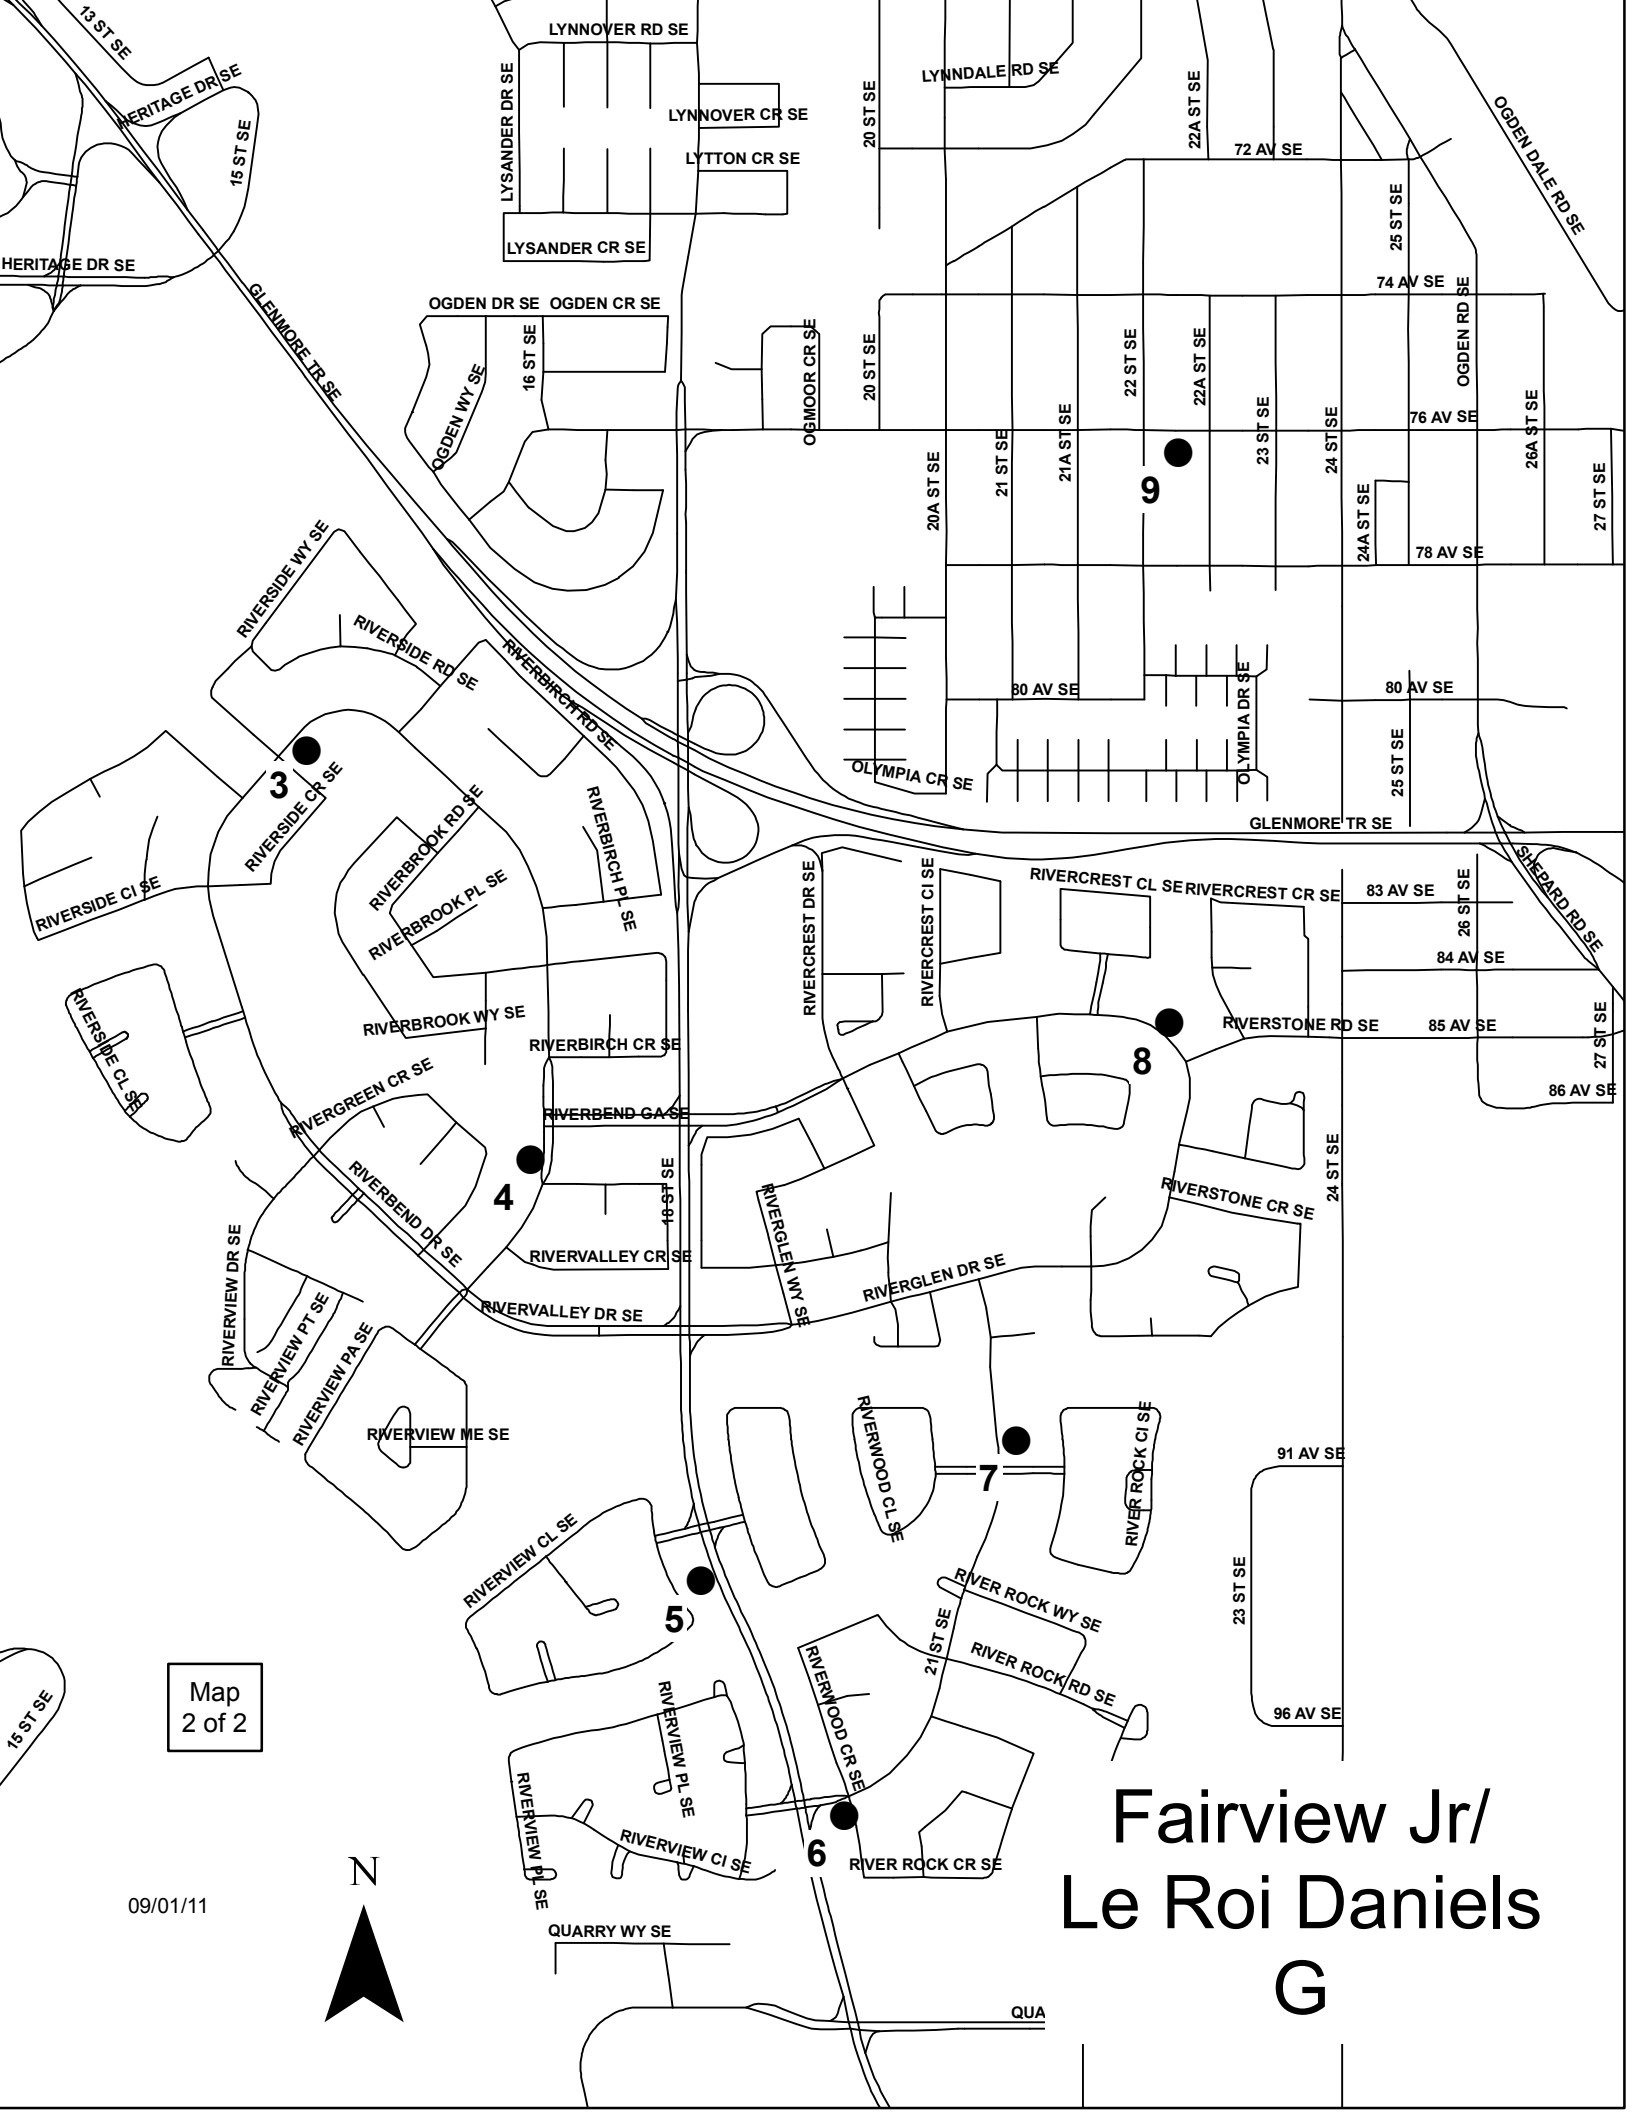 13 ST SE
HERITAGE DR SE
15 ST SE
HERITAGE DR SE
LYNNOVER RD SE
LYSANDER DR SE
LYNNOVER CR SE
LYTTON CR SE
LYSANDER CR SE
20 ST SE
LYNNDALE RD SE
22A ST SE
72 AV SE
OGDEN DALE RD SE
25 ST SE
74 AV SE
OGDEN RD SE
GLENMORE TR SE
OGDEN DR SE
OGDEN CR SE
16 ST SE
OGDEN WY SE
OGMOOR CR SE
20 ST SE
22 ST SE
22A ST SE
23 ST SE
24 ST SE
76 AV SE
26A ST SE
20A ST SE
21 ST SE
21A ST SE
9
24A ST SE
78 AV SE
27 ST SE
RIVERSIDE WY SE
RIVERSIDE RD SE
RIVERBIRCH RD SE
80 AV SE
OLYMPIA DR SE
80 AV SE
25 ST SE
OLYMPIA CR SE
3
RIVERSIDE CR SE
RIVERBROOK RD SE
RIVERBIRCH PL SE
GLENMORE TR SE
SHEPARD RD SE
RIVERSIDE CI SE
RIVERBROOK PL SE
RIVERCREST DR SE
RIVERCREST CI SE
RIVERCREST CL SE
RIVERCREST CR SE
83 AV SE
26 ST SE
84 AV SE
RIVERSIDE CL SE
RIVERBROOK WY SE
RIVERBIRCH CR SE
8
RIVERSTONE RD SE
85 AV SE
27 ST SE
86 AV SE
RIVERGREEN CR SE
RIVERBEND GA SE
4
RIVERBEND DR SE
18 ST SE
RIVERGLEN WY SE
RIVERSTONE CR SE
24 ST SE
RIVERVIEW DR SE
RIVERVALLEY CR SE
RIVERGLEN DR SE
RIVERVALLEY DR SE
RIVERVIEW PT SE
RIVERVIEW PA SE
RIVERVIEW ME SE
RIVERWOOD CL SE
7
RIVER ROCK CI SE
91 AV SE
RIVERVIEW CL SE
5
23 ST SE
RIVER ROCK WY SE
21 ST SE
RIVER ROCK RD SE
RIVERWOOD CR SE
96 AV SE
15 ST SE
Map
2 of 2
RIVERVIEW PL SE
RIVERVIEW PL SE
RIVERVIEW CI SE
6
RIVER ROCK CR SE
N
09/01/11
QUARRY WY SE
QUA
Fairview Jr/
Le Roi Daniels
G